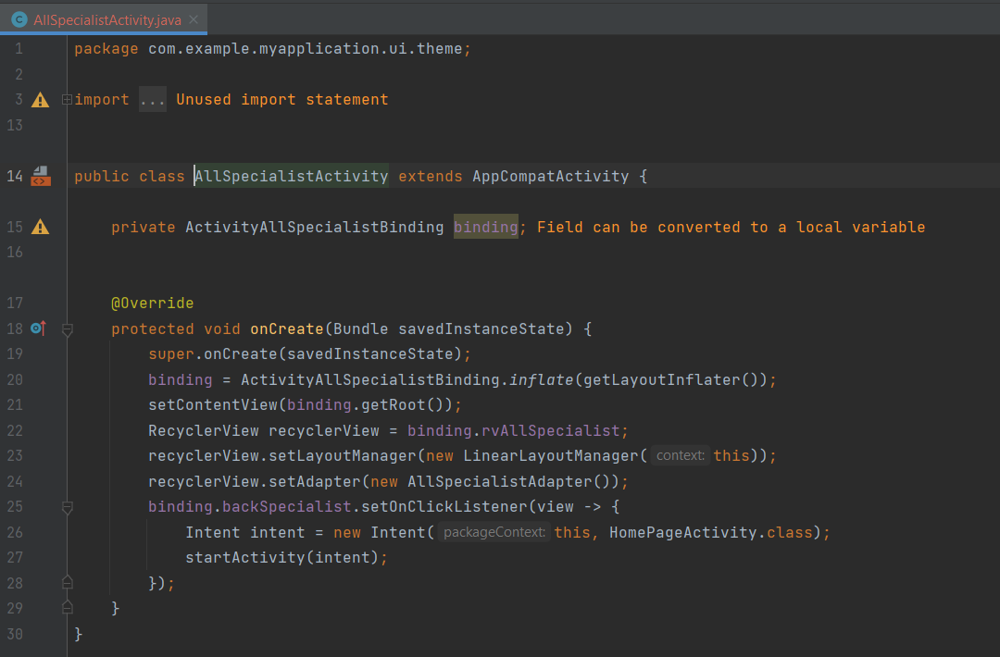 AllSpecialistActivity.java
1 package com.example.myapplication.ui.theme;
2
3 import ... Unused import statement
13
14 public class AllSpecialistActivity extends AppCompatActivity {
15 private ActivityAllSpecialistBinding binding; Field can be converted to a local variable
16
17 @Override
18 protected void onCreate(Bundle savedInstanceState) {
19 super.onCreate(savedInstanceState);
20 binding = ActivityAllSpecialistBinding.inflate(getLayoutInflater());
21 setContentView(binding.getRoot());
22 RecyclerView recyclerView = binding.rvAllSpecialist;
23 recyclerView.setLayoutManager(new LinearLayoutManager( context: this));
24 recyclerView.setAdapter(new AllSpecialistAdapter());
25 binding.backSpecialist.setOnClickListener(view -> {
26 Intent intent = new Intent( packageContext: this, HomePageActivity.class);
27 startActivity(intent);
28 });
29 }
30 }